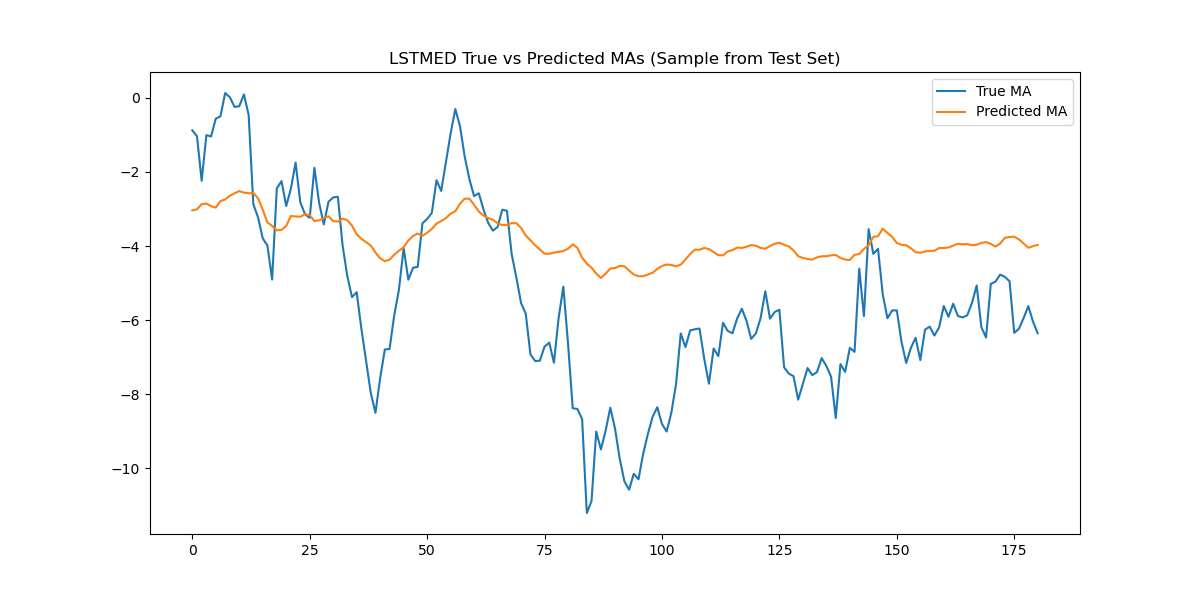 LSTMED True vs Predicted MAs (Sample from Test Set)
True MA
Predicted MA
0
−2
−4
−6
−8
−10
0 25 50 75 100 125 150 175